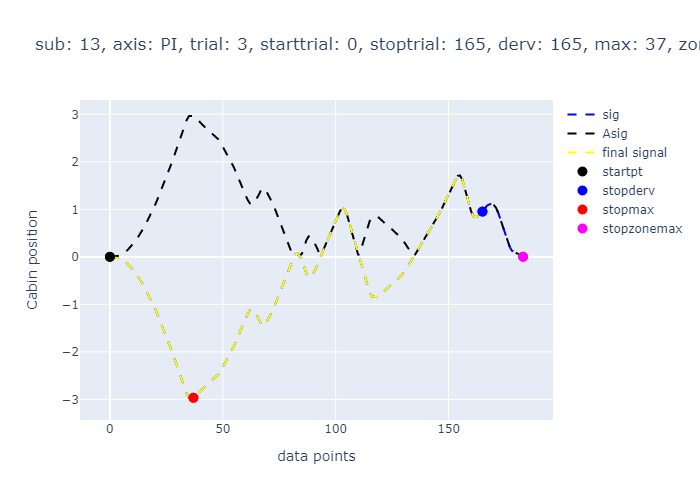 sub: 13, axis: PI, trial: 3, starttrial: 0, stoptrial: 165, derv: 165, max: 37,
3
2
1
0
−1
−2
−3
Cabin position
0
50
100
150
data points
sig
Asig
final signal
startpt
stopderv
stopmax
stopzonemax